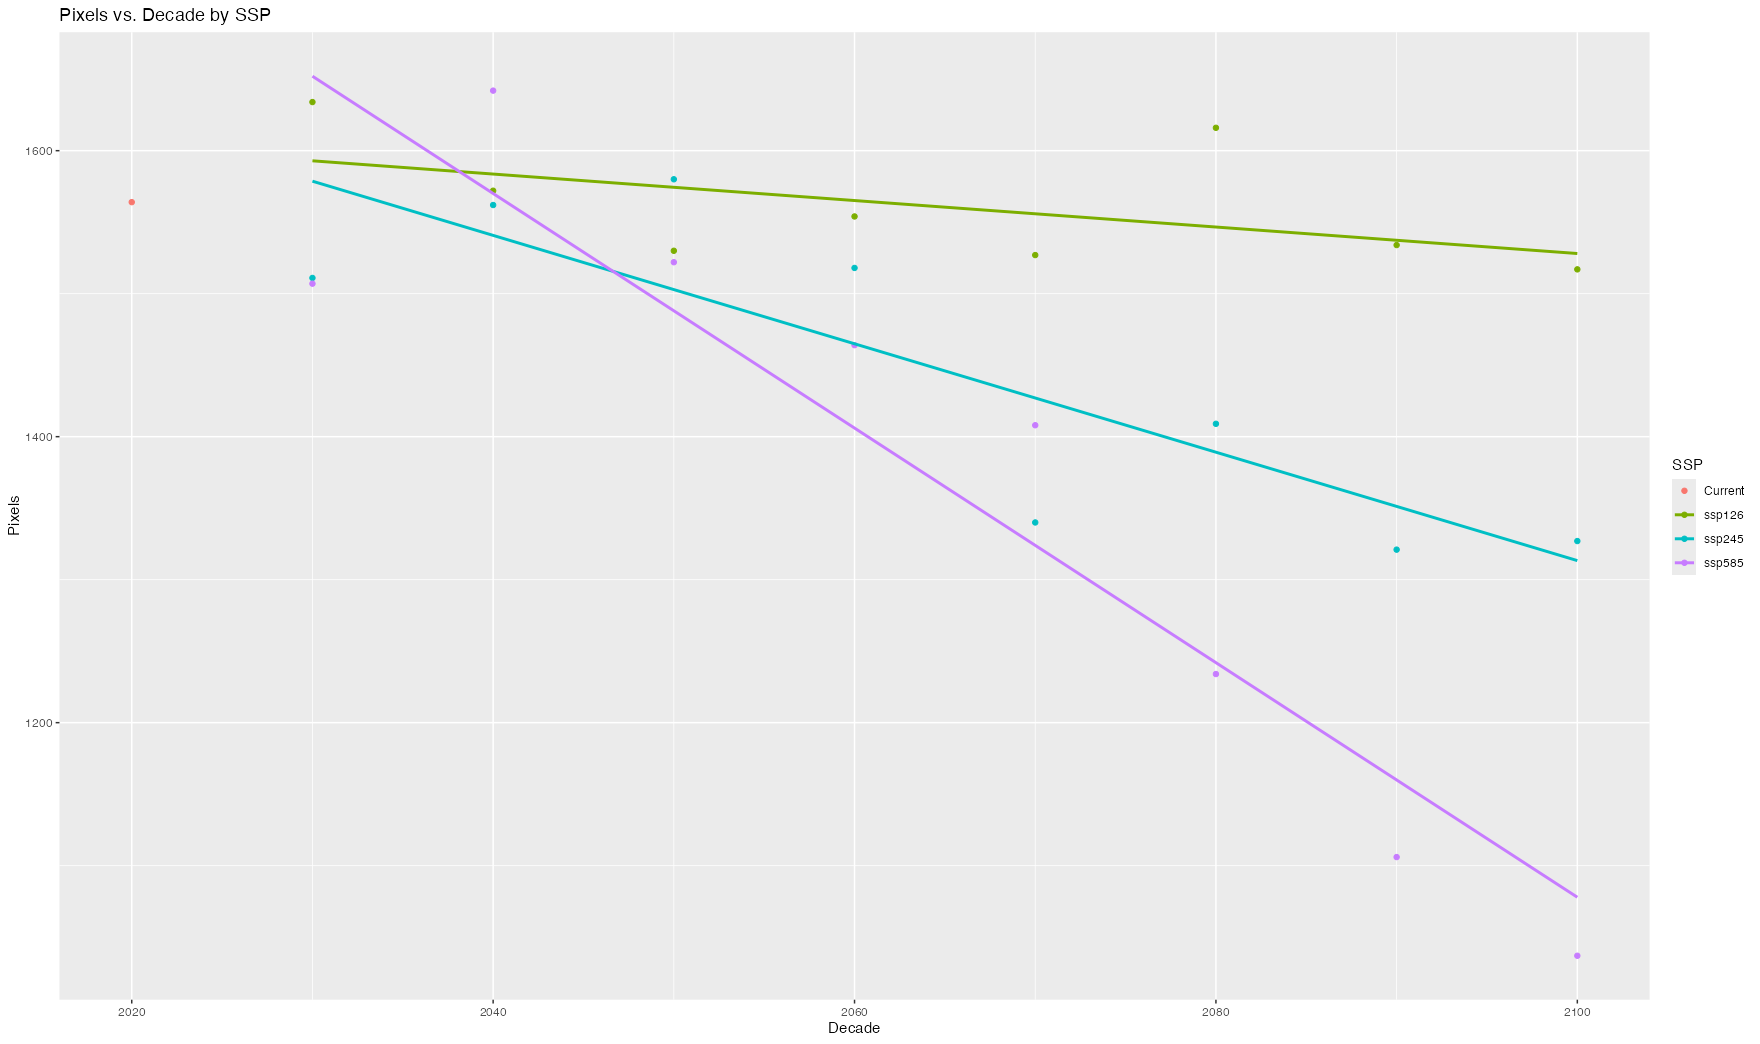 Pixels vs. Decade by SSP
1600
1400
1200
Pixels
2020 2040 2060 2080 2100
Decade
SSP
Current
ssp126
ssp245
ssp585